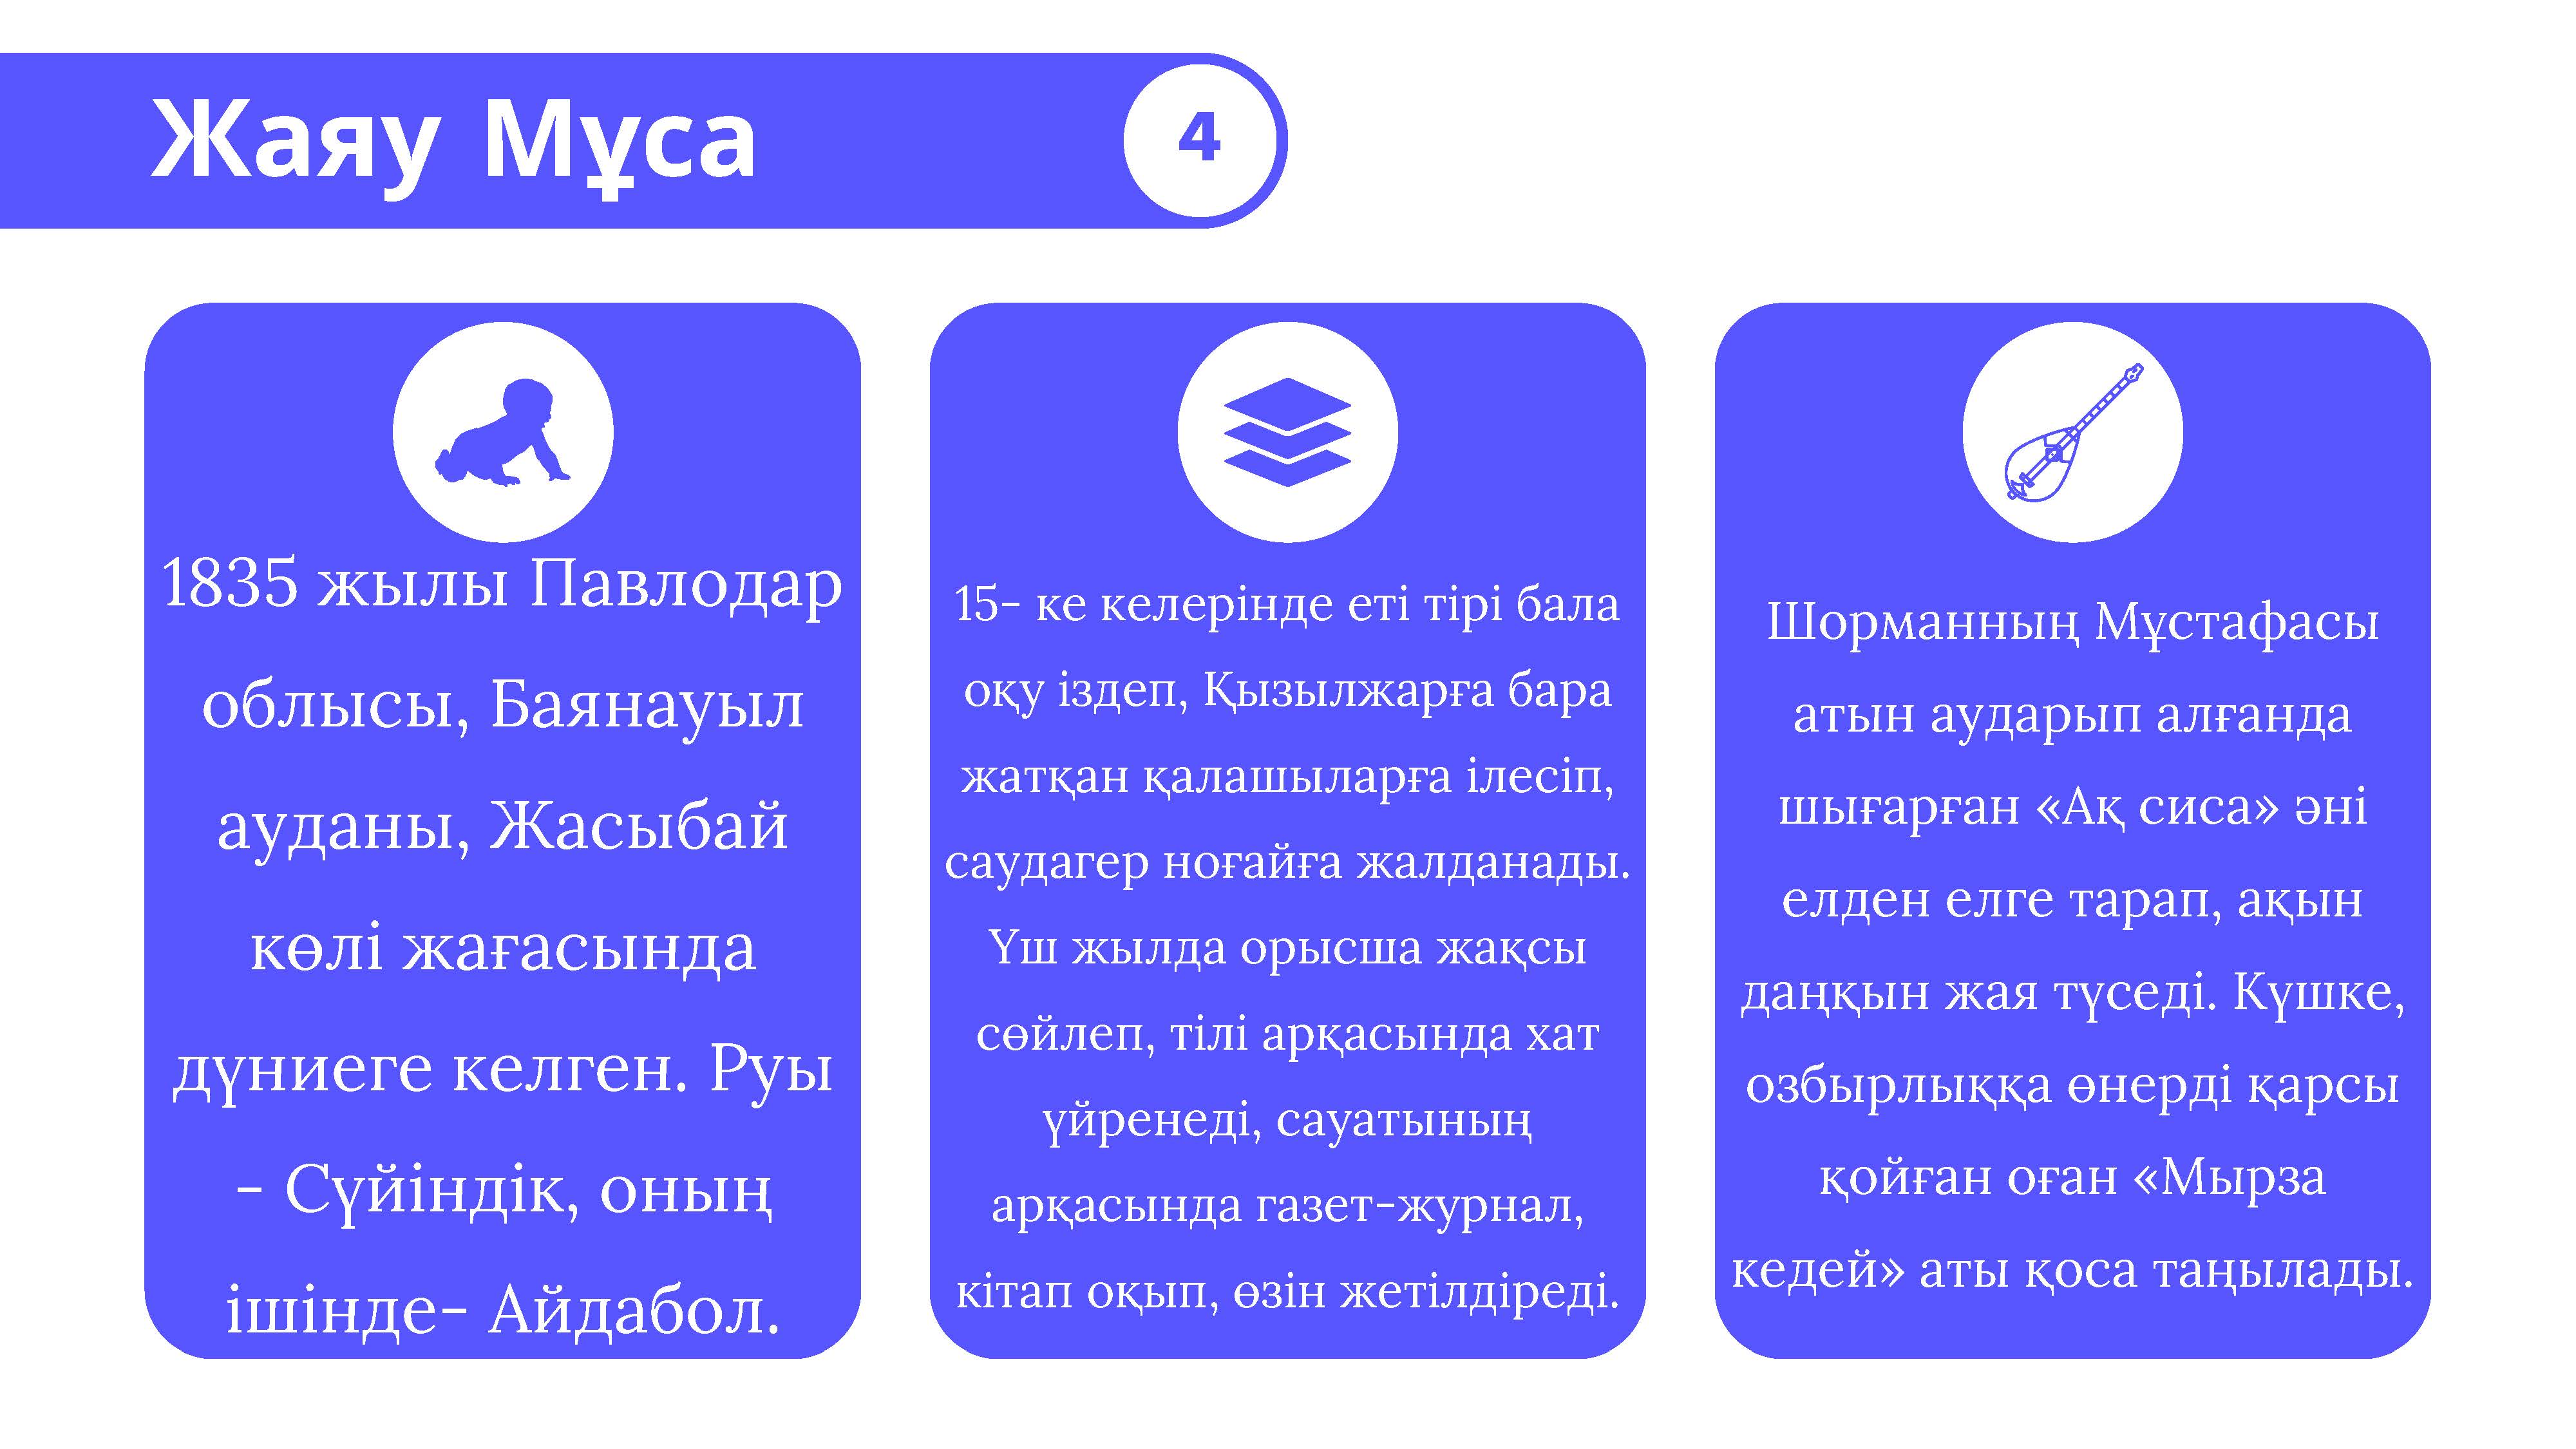 Жаяу Мұса
4
1835 жылы Павлодар
облысы, Баянауыл
ауданы, Жасыбай
көлі жағасында
дүниеге келген. Руы
- Сүйіндік, оның
ішінде- Айдабол.
15- ке келерінде еті тірі бала
оқу іздеп, Қызылжарға бара
жатқан қалашыларға ілесіп,
саудагер ноғайға жалданады.
Үш жылда орысша жақсы
сөйлеп, тілі арқасында хат
үйренеді, сауатының
арқасында газет-журнал,
кітап оқып, өзін жетілдіреді.
Шорманның Мұстафасы
атын аударып алғанда
шығарған «Ақ сиса» әні
елден елге тарап, ақын
даңқын жая түседі. Күшке,
озбырлыққа өнерді қарсы
қойған оған «Мырза
кедей» аты қоса таңылады.